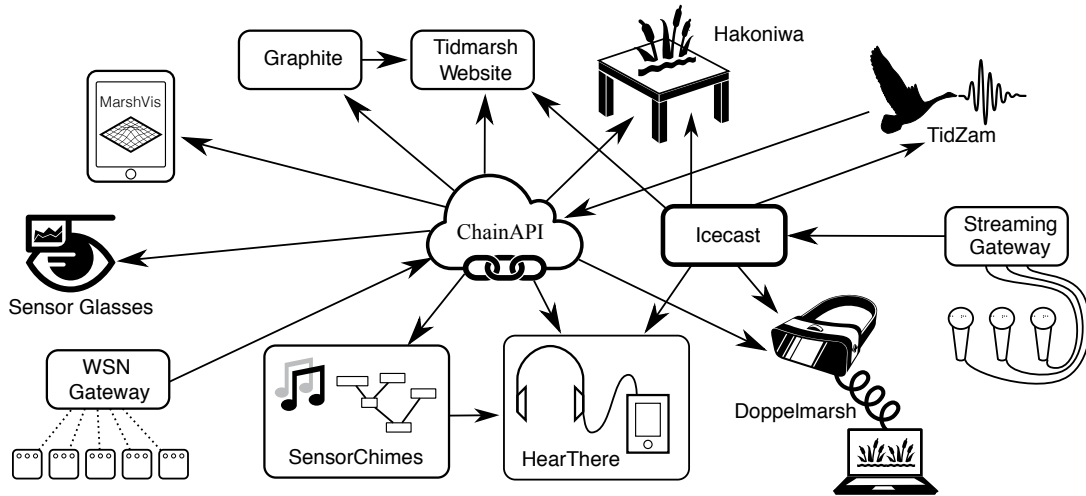 Graphite
Tidmarsh
Website
Hakoniwa
MarshVis
TidZam
ChainAPI
Icecast
Streaming
Gateway
Sensor Glasses
WSN
Gateway
SensorChimes
HearThere
Doppelmarsh